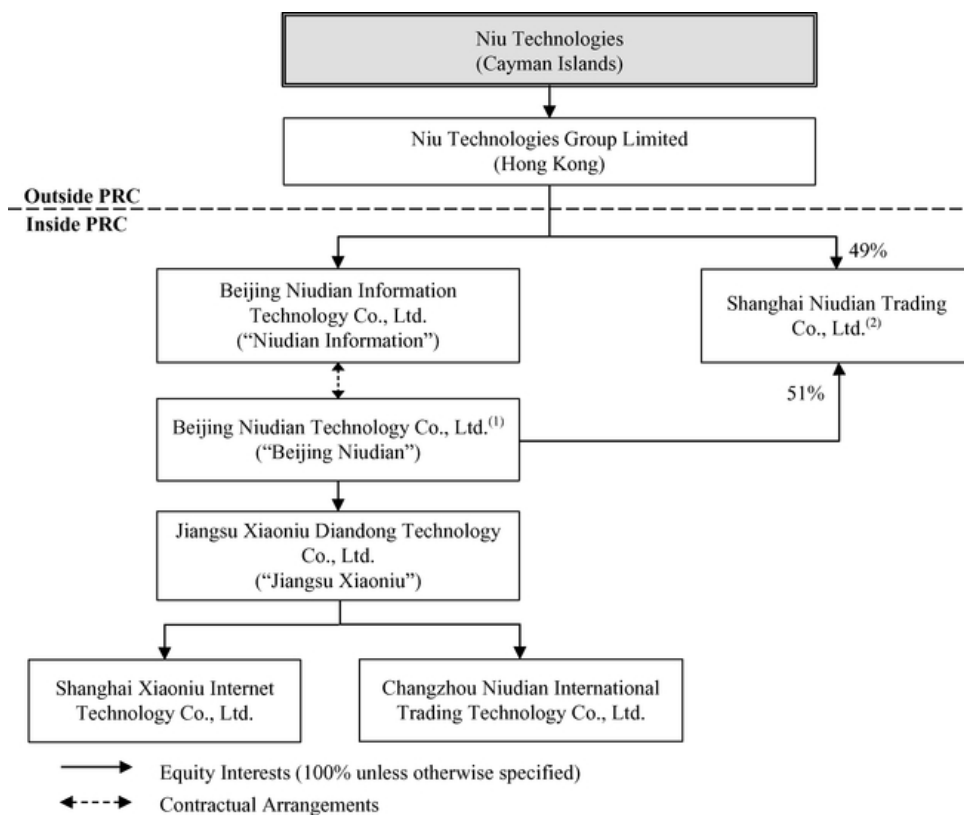 Niu Technologies
(Cayman Islands)
Niu Technologies Group Limited
(Hong Kong)
Outside PRC
Inside PRC
49%
Beijing Niudian Information
Technology Co., Ltd.
(“Niudian Information”)
Shanghai Niudian Trading
Co., Ltd.(2)
51%
Beijing Niudian Technology Co., Ltd.(1)
(“Beijing Niudian”)
Jiangsu Xiaoniu Diandong Technology
Co., Ltd.
(“Jiangsu Xiaoniu”)
Shanghai Xiaoniu Internet
Technology Co., Ltd.
Changzhou Niudian International
Trading Technology Co., Ltd.
Equity Interests (100% unless otherwise specified)
Contractual Arrangements